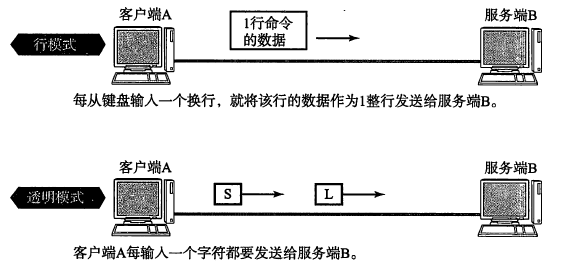 客户端A
服务端B
1行命令
的数据
行模式
每从键盘输入一个换行，就将该行的数据作为1整行发送给服务端B。
客户端A
服务端B
透明模式
S
L
客户端A每输入一个字符都要发送给服务端B。